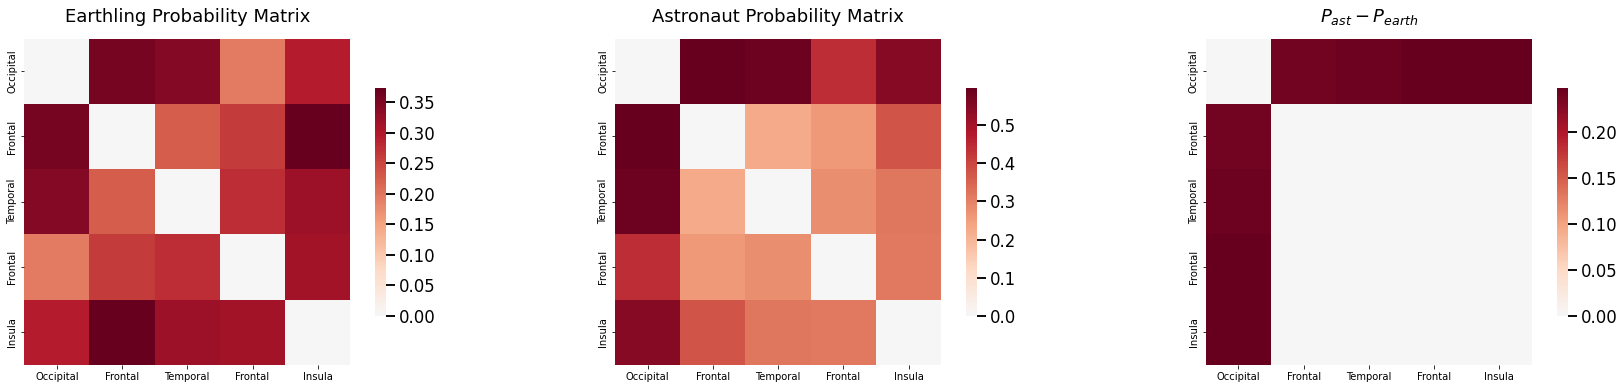 Earthling Probability Matrix
Occipital
Frontal
Temporal
Frontal
Insula
Occipital Frontal Temporal Frontal Insula
0.35
0.30
0.25
0.20
0.15
0.10
0.05
0.00
Astronaut Probability Matrix
Occipital
Frontal
Temporal
Frontal
Insula
Occipital Frontal Temporal Frontal Insula
0.5
0.4
0.3
0.2
0.1
0.0
P_ast − P_earth
Occipital
Frontal
Temporal
Frontal
Insula
Occipital Frontal Temporal Frontal Insula
0.20
0.15
0.10
0.05
0.00